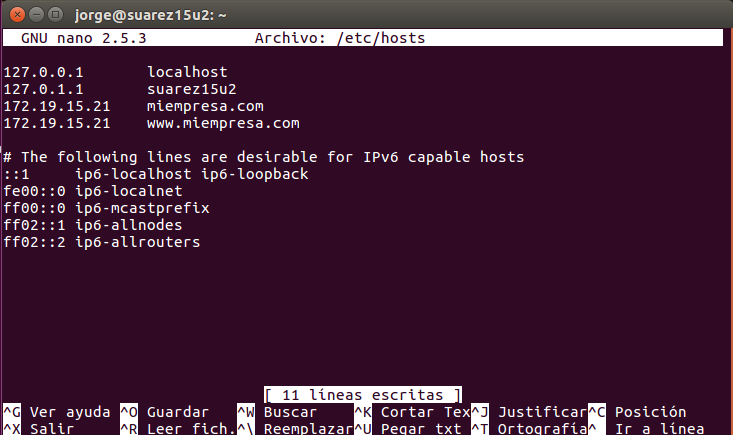 jorge@suarez15u2: ~
GNU nano 2.5.3 Archivo: /etc/hosts
127.0.0.1 localhost
127.0.1.1 suarez15u2
172.19.15.21 miempresa.com
172.19.15.21 www.miempresa.com
# The following lines are desirable for IPv6 capable hosts
::1 ip6-localhost ip6-loopback
fe00::0 ip6-localnet
ff00::0 ip6-mcastprefix
ff02::1 ip6-allnodes
ff02::2 ip6-allrouters
[ 11 líneas escritas ]
^G Ver ayuda ^O Guardar ^W Buscar ^K Cortar Tex^J Justificar^C Posición
^X Salir ^R Leer fich.^\ Reemplazar^U Pegar txt ^T Ortografía^_ Ir a línea